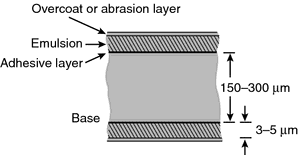 Overcoat or abrasion layer
Emulsion
Adhesive layer
150–300 μm
Base
3–5 μm